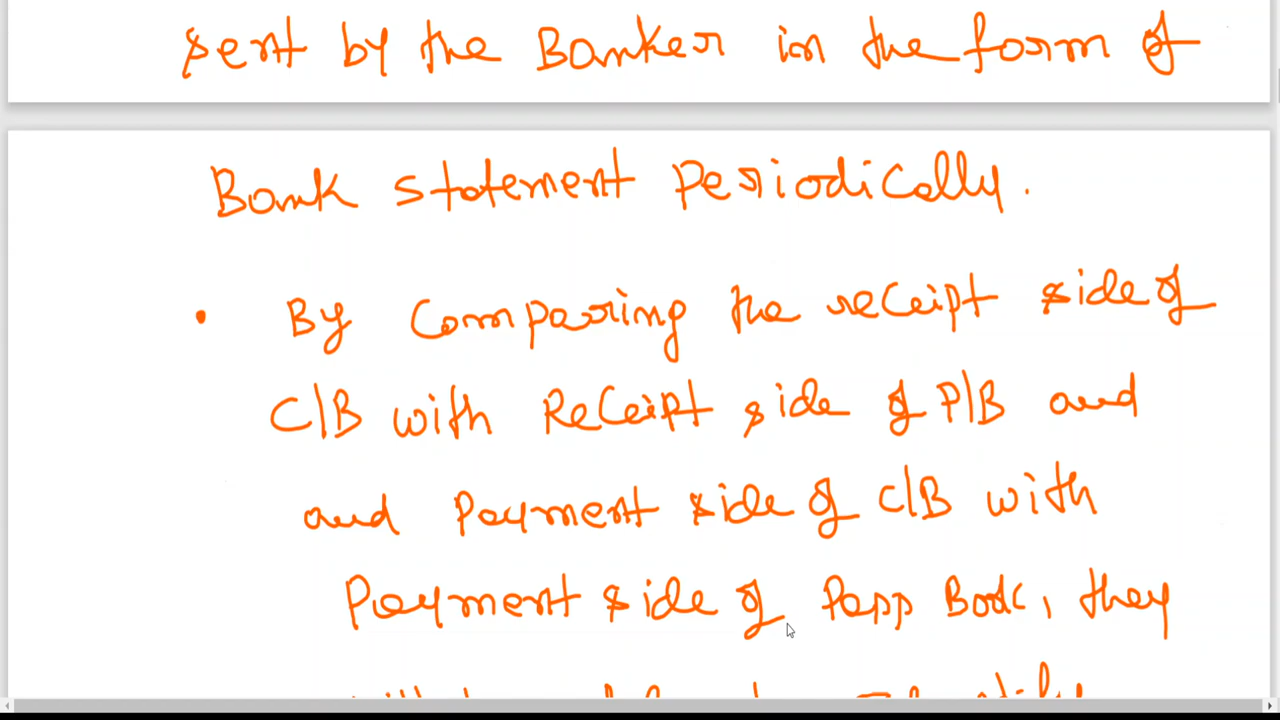 sent by the Banker in the form of
Bank statement Periodically.
• By Comparing the receipt side of
C/B with Receipt side of P/B and
and Payment side of C/B with
Payment side of Pass Book, they